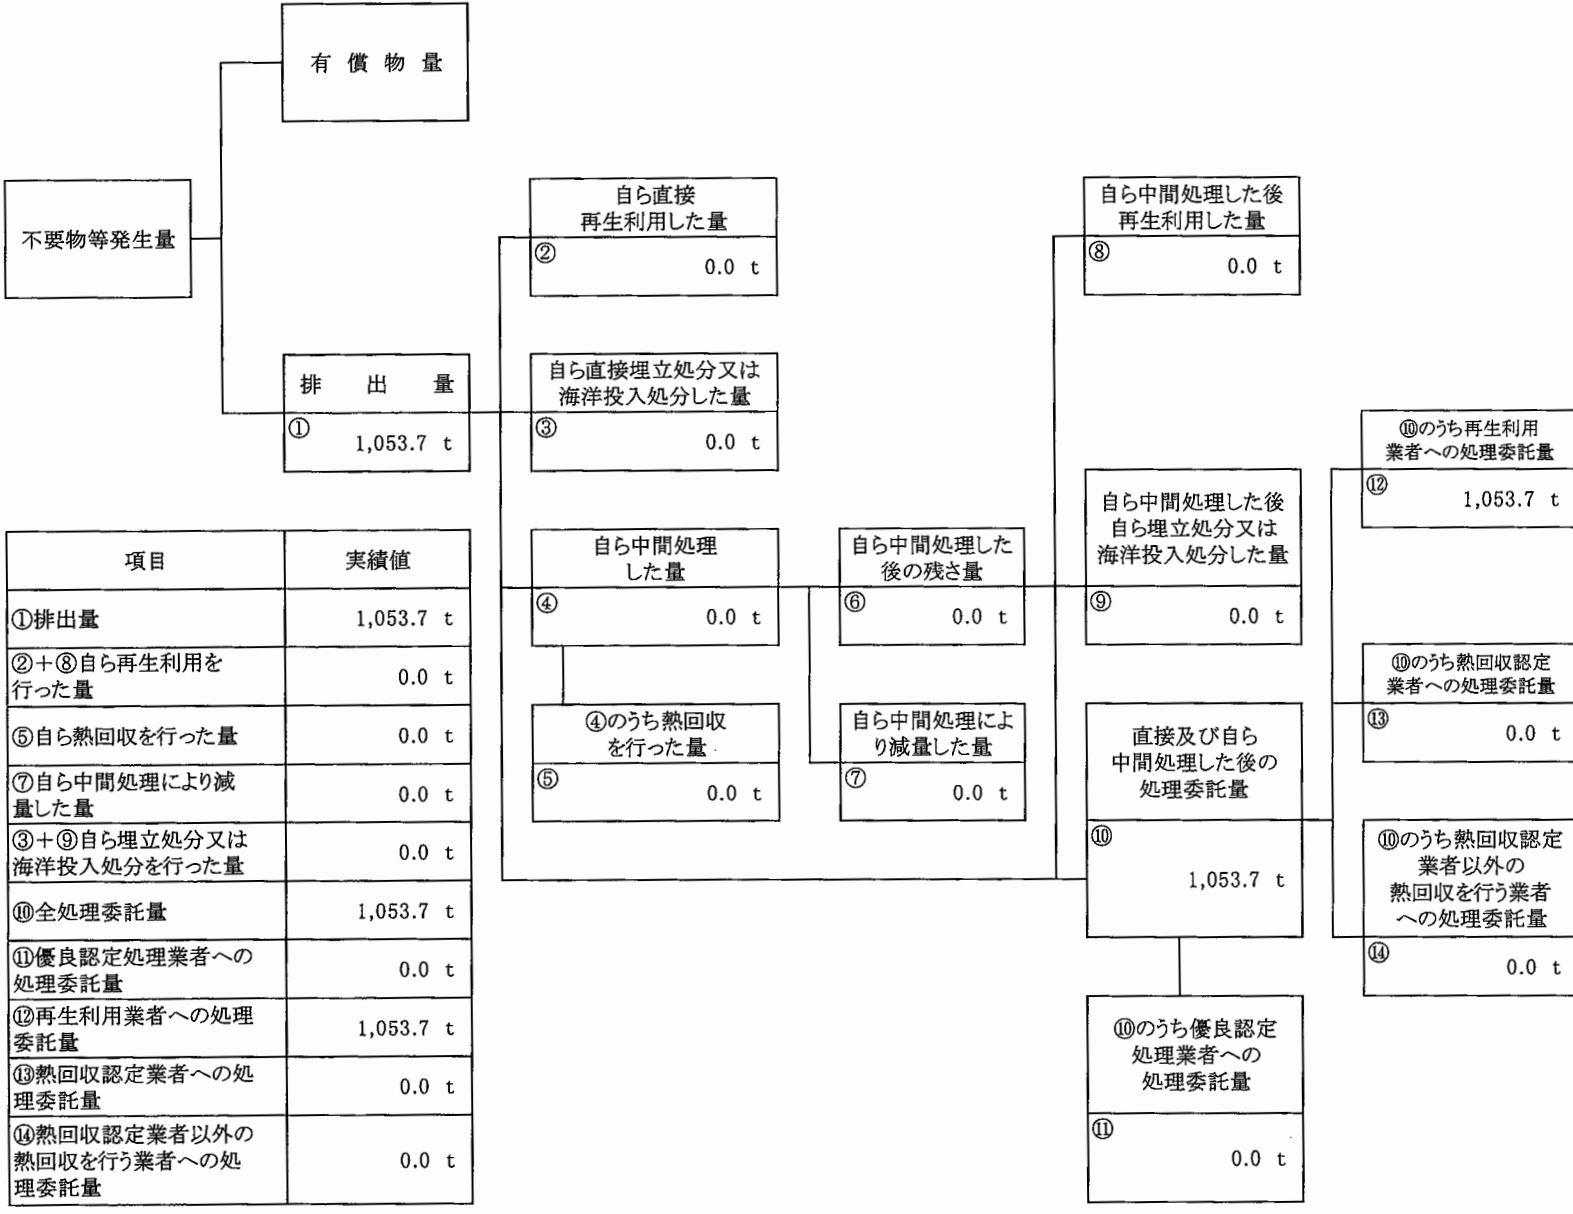 有 償 物 量
不要物等発生量
排 出 量
①
1,053.7 t
自ら直接
再生利用した量
②
0.0 t
自ら直接埋立処分又は
海洋投入処分した量
③
0.0 t
自ら中間処理
した量
④
0.0 t
④のうち熱回収
を行った量
⑤
0.0 t
自ら中間処理した
後の残さ量
⑥
0.0 t
自ら中間処理によ
り減量した量
⑦
0.0 t
自ら中間処理した後
再生利用した量
⑧
0.0 t
自ら中間処理した後
自ら埋立処分又は
海洋投入処分した量
⑨
0.0 t
直接及び自ら
中間処理した後の
処理委託量
⑩
1,053.7 t
⑩のうち優良認定
処理業者への
処理委託量
⑪
0.0 t
⑩のうち再生利用
業者への処理委託量
⑫
1,053.7 t
⑩のうち熱回収認定
業者への処理委託量
⑬
0.0 t
⑩のうち熱回収認定
業者以外の
熱回収を行う業者
への処理委託量
⑭
0.0 t
項目 実績値
①排出量 1,053.7 t
②+⑧自ら再生利用を
行った量 0.0 t
⑤自ら熱回収を行った量 0.0 t
⑦自ら中間処理により減
量した量 0.0 t
③+⑨自ら埋立処分又は
海洋投入処分を行った量 0.0 t
⑩全処理委託量 1,053.7 t
⑪優良認定処理業者への
処理委託量 0.0 t
⑫再生利用業者への処理
委託量 1,053.7 t
⑬熱回収認定業者への処
理委託量 0.0 t
⑭熱回収認定業者以外の
熱回収を行う業者への処
理委託量 0.0 t